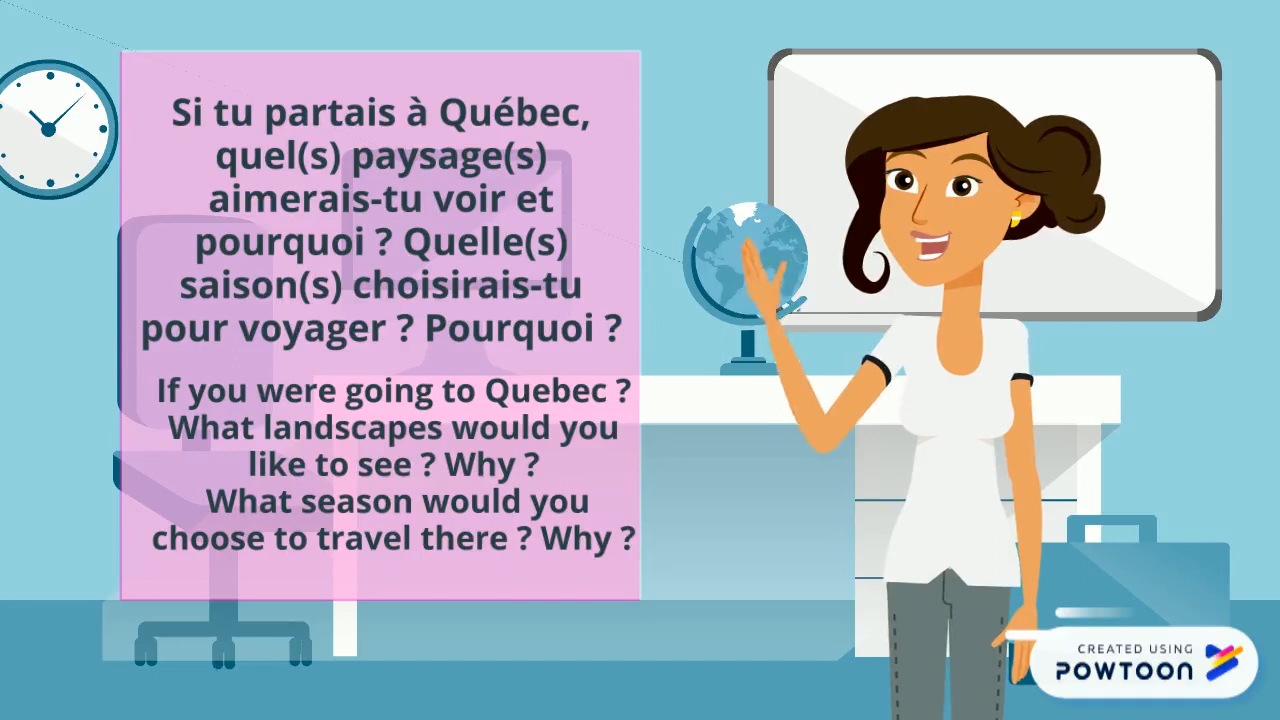 Si tu partais à Québec,
quel(s) paysage(s)
aimerais-tu voir et
pourquoi ? Quelle(s)
saison(s) choisirais-tu
pour voyager ? Pourquoi ?
If you were going to Quebec ?
What landscapes would you
like to see ? Why ?
What season would you
choose to travel there ? Why ?
CREATED USING
POWTOON